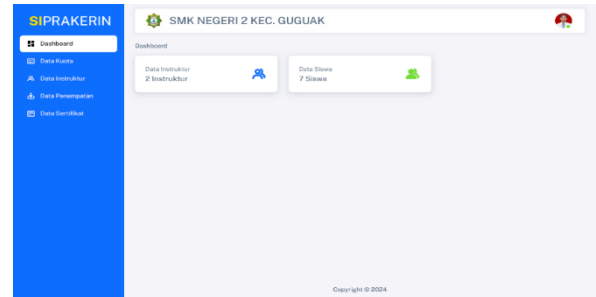 SIPRAKERIN
SMK NEGERI 2 KEC. GUGUAK
Dashboard
Data Kuota
Data Instruktur
Data Penempatan
Data Sertifikat
Dashboard
Data Instruktur
2 Instruktur
Data Siswa
7 Siswa
Copyright © 2024